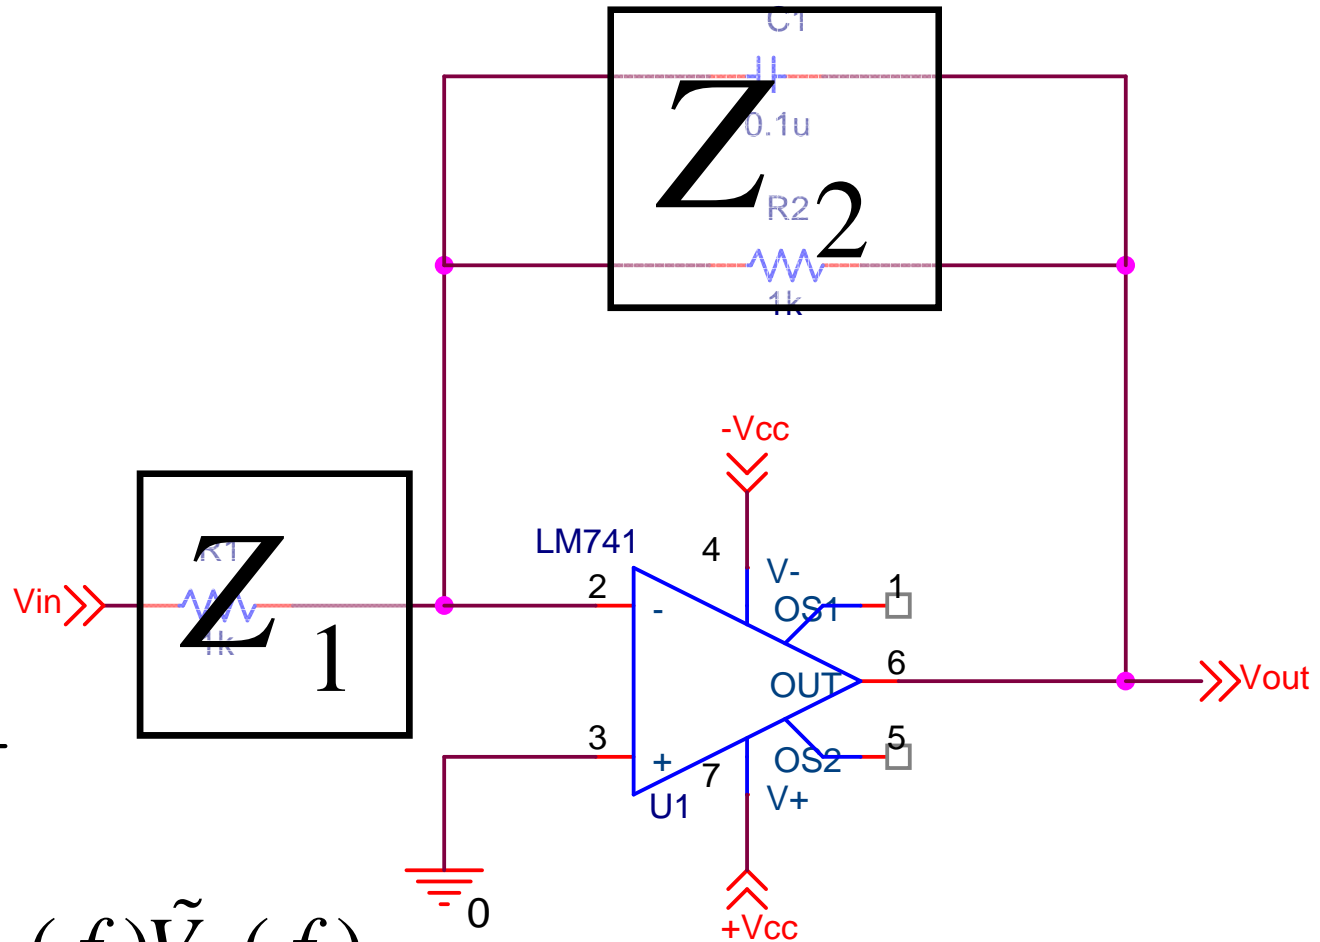 C1
Z2
0.1u
R2
1k
-Vcc
LM741
4
V-
R1
Z1
1k
Vin
2
-
OS1
1
OUT
6
Vout
3
+
7
OS2
5
U1
V+
0
+Vcc
(f)Ṽ (f)